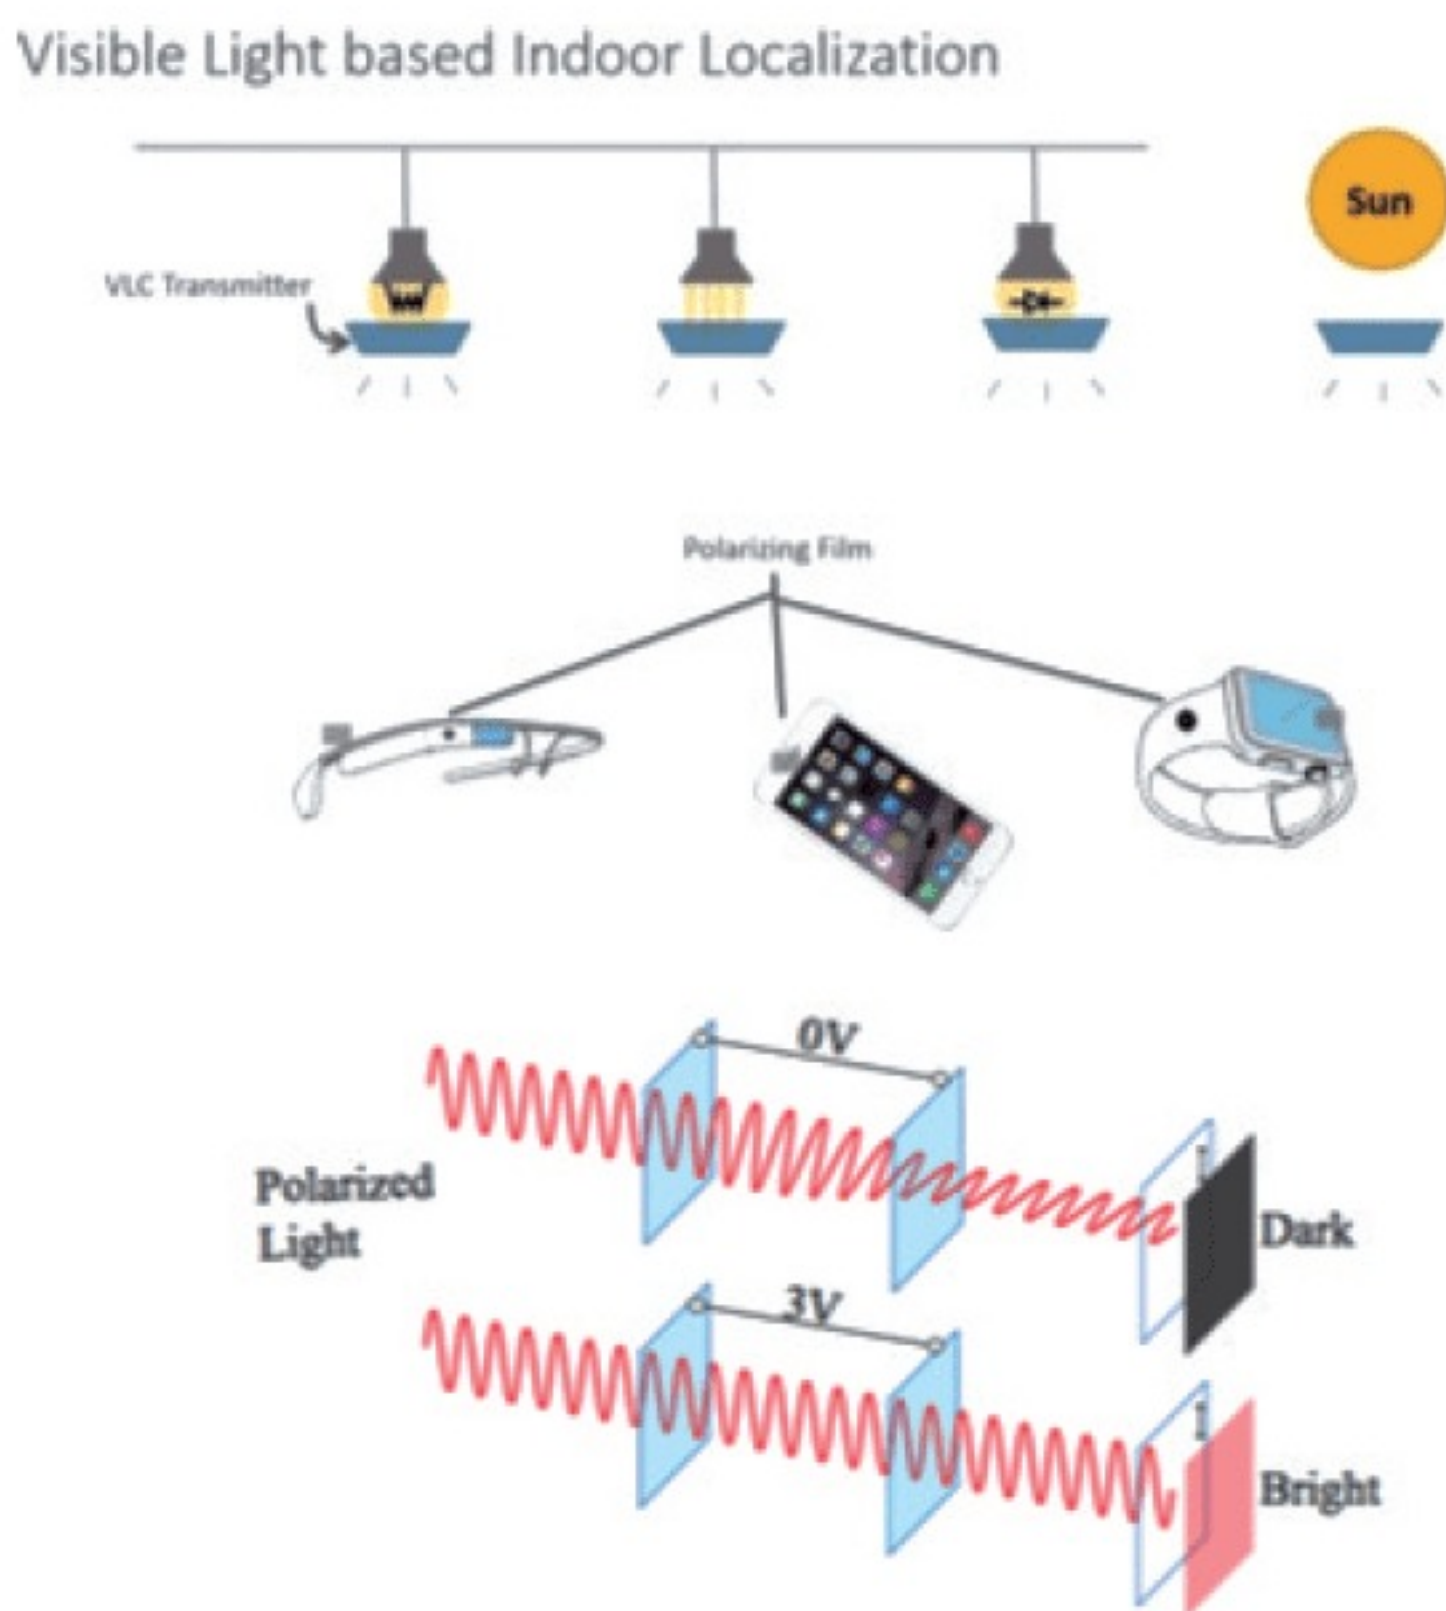 Visible Light based Indoor Localization
Sun
VLC Transmitter
Polarizing Film
0V
Polarized
Light
Dark
3V
Bright